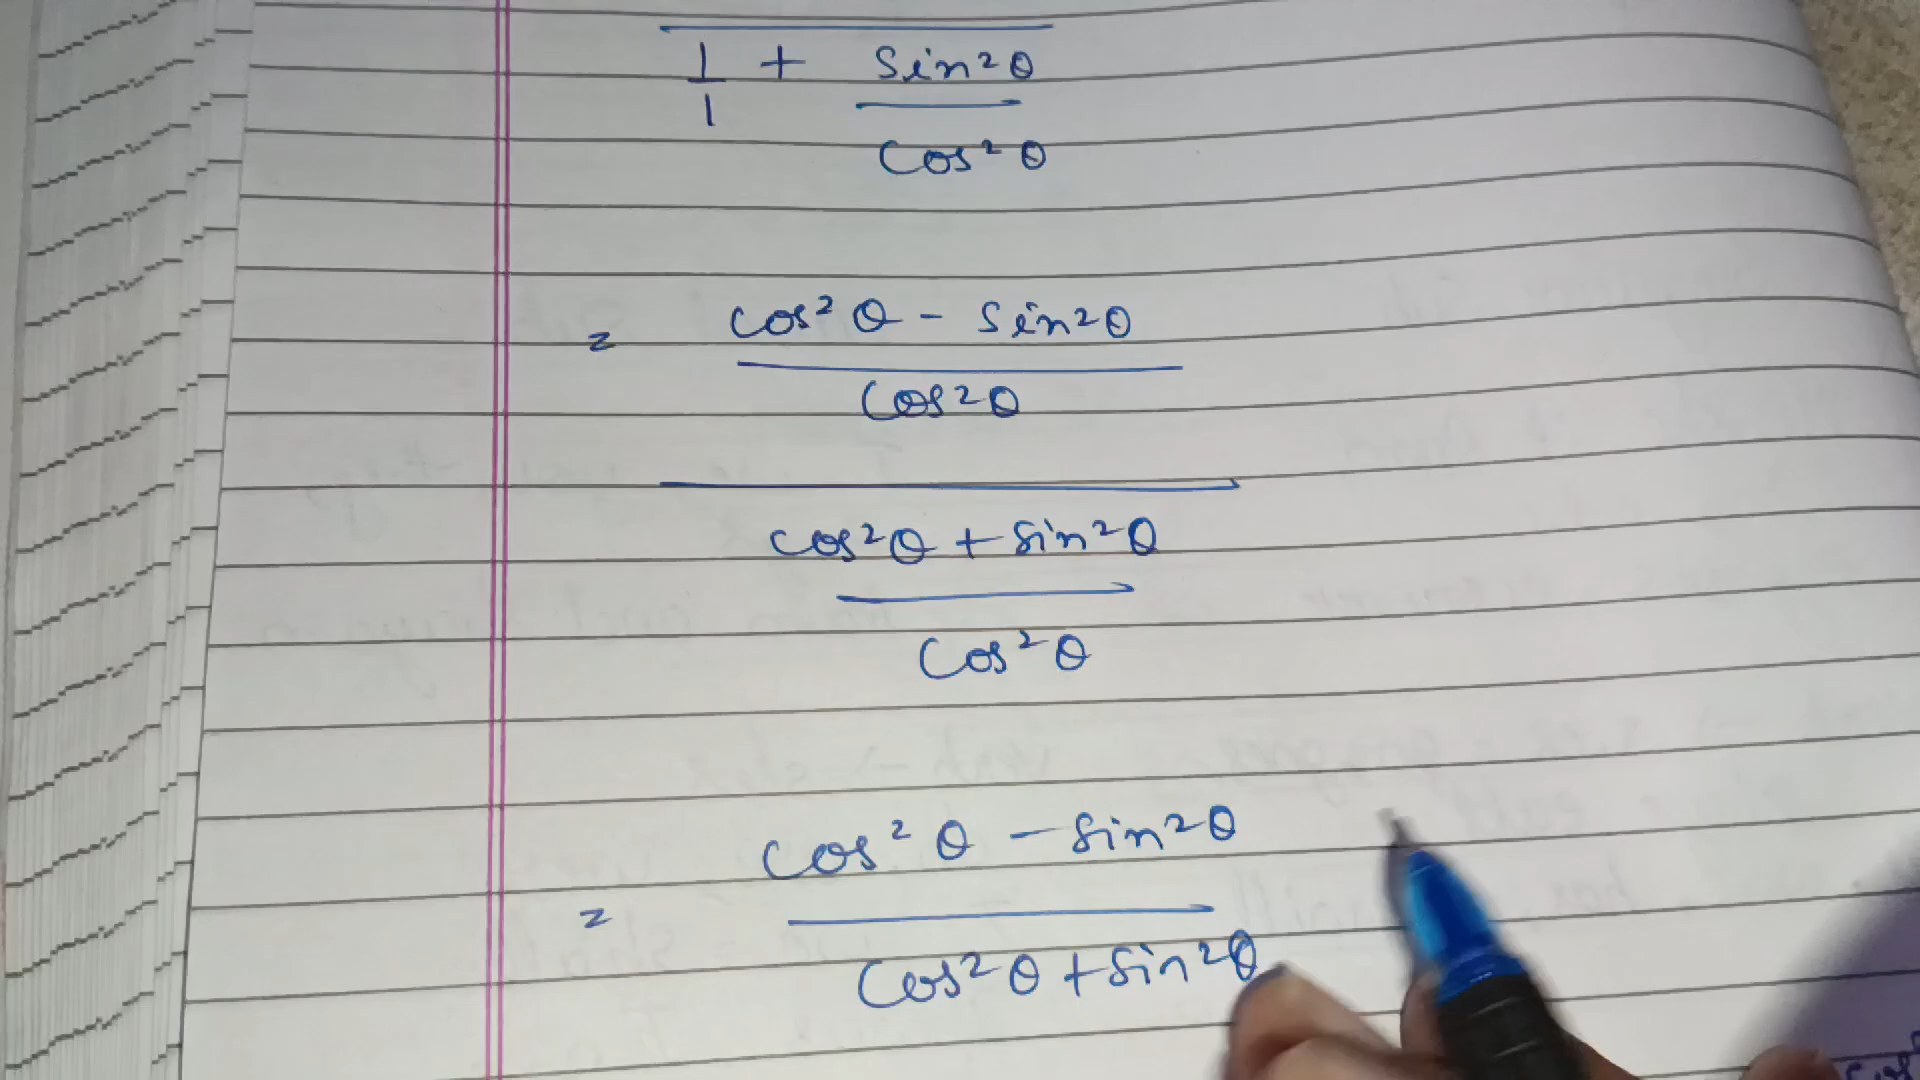 1/1 + Sin²θ
Cos²θ
= cos²θ - Sin²θ
Cos²θ
cos²θ + Sin²θ
Cos²θ
= cos²θ - Sin²θ
Cos²θ + Sin²θ